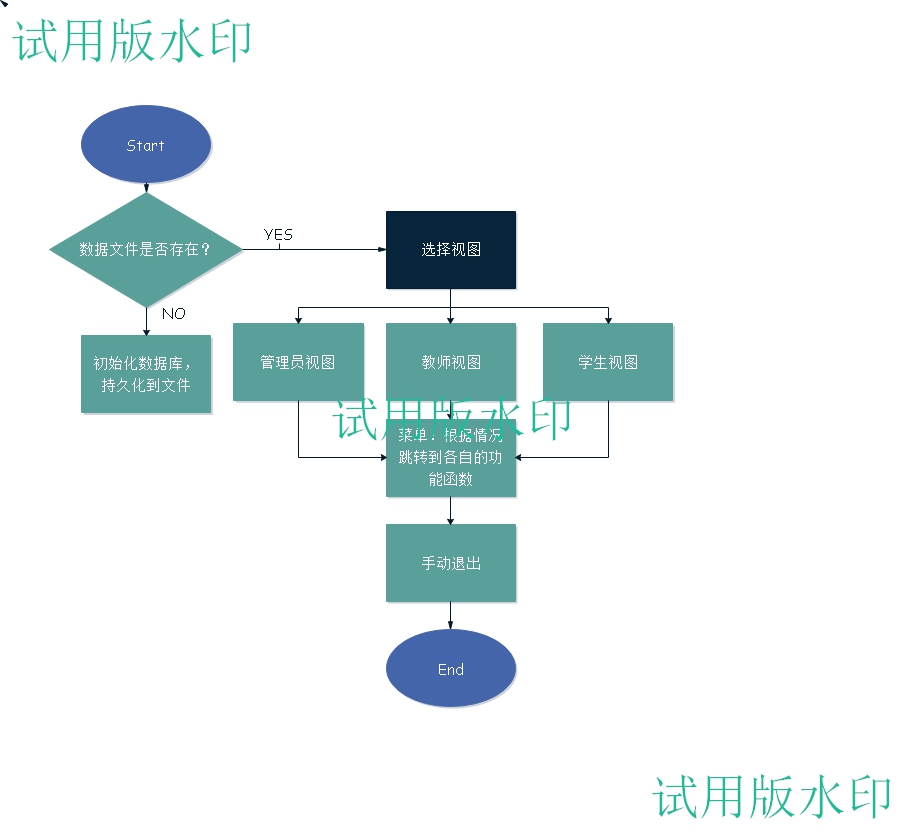 试用版水印
Start
数据文件是否存在？
YES
选择视图
NO
初始化数据库，
持久化到文件
管理员视图
教师视图
学生视图
试用版水印
菜单：根据情况
跳转到各自的功
能函数
手动退出
End
试用版水印